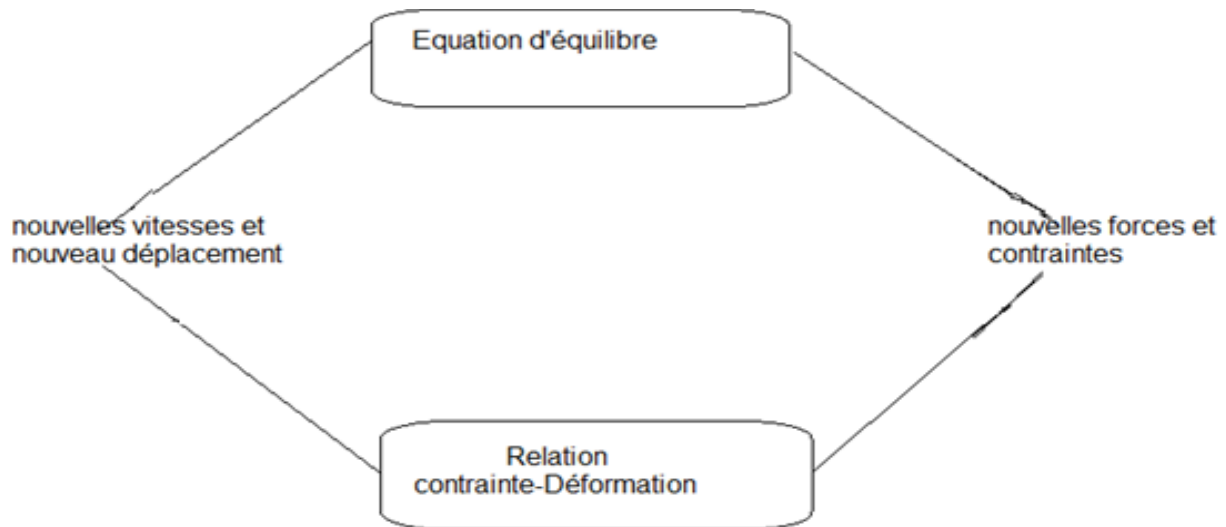 Equation d'équilibre
nouvelles vitesses et
nouveau déplacement
nouvelles forces et
contraintes
Relation
contrainte-Déformation